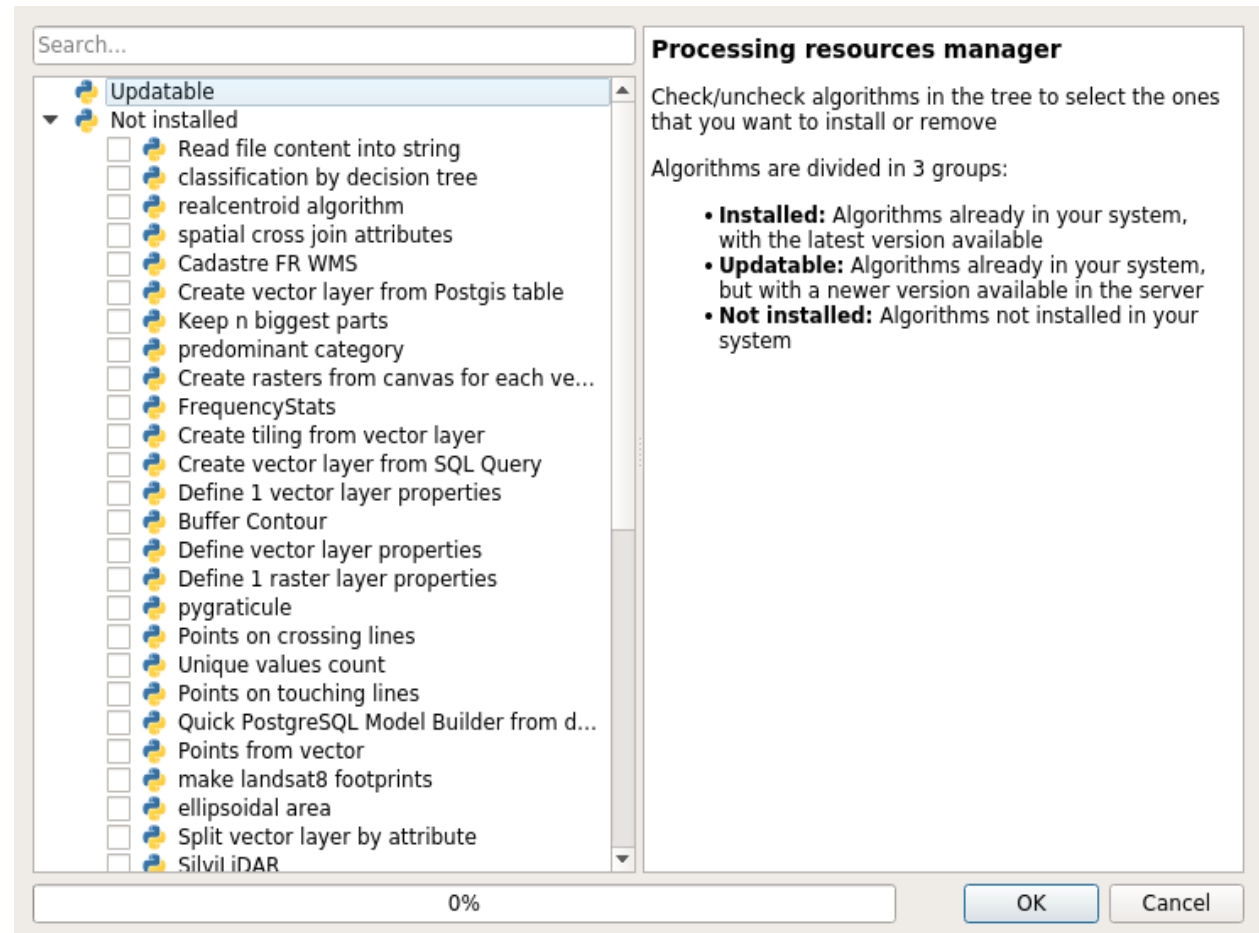 Search...
Updatable
Not installed
Read file content into string
classification by decision tree
realcentroid algorithm
spatial cross join attributes
Cadastre FR WMS
Create vector layer from Postgis table
Keep n biggest parts
predominant category
Create rasters from canvas for each ve...
FrequencyStats
Create tiling from vector layer
Create vector layer from SQL Query
Define 1 vector layer properties
Buffer Contour
Define vector layer properties
Define 1 raster layer properties
pygraticule
Points on crossing lines
Unique values count
Points on touching lines
Quick PostgreSQL Model Builder from d...
Points from vector
make landsat8 footprints
ellipsoidal area
Split vector layer by attribute
SilviLiDAR
Processing resources manager
Check/uncheck algorithms in the tree to select the ones
that you want to install or remove
Algorithms are divided in 3 groups:
• Installed: Algorithms already in your system,
with the latest version available
• Updatable: Algorithms already in your system,
but with a newer version available in the server
• Not installed: Algorithms not installed in your
system
0%
OK
Cancel